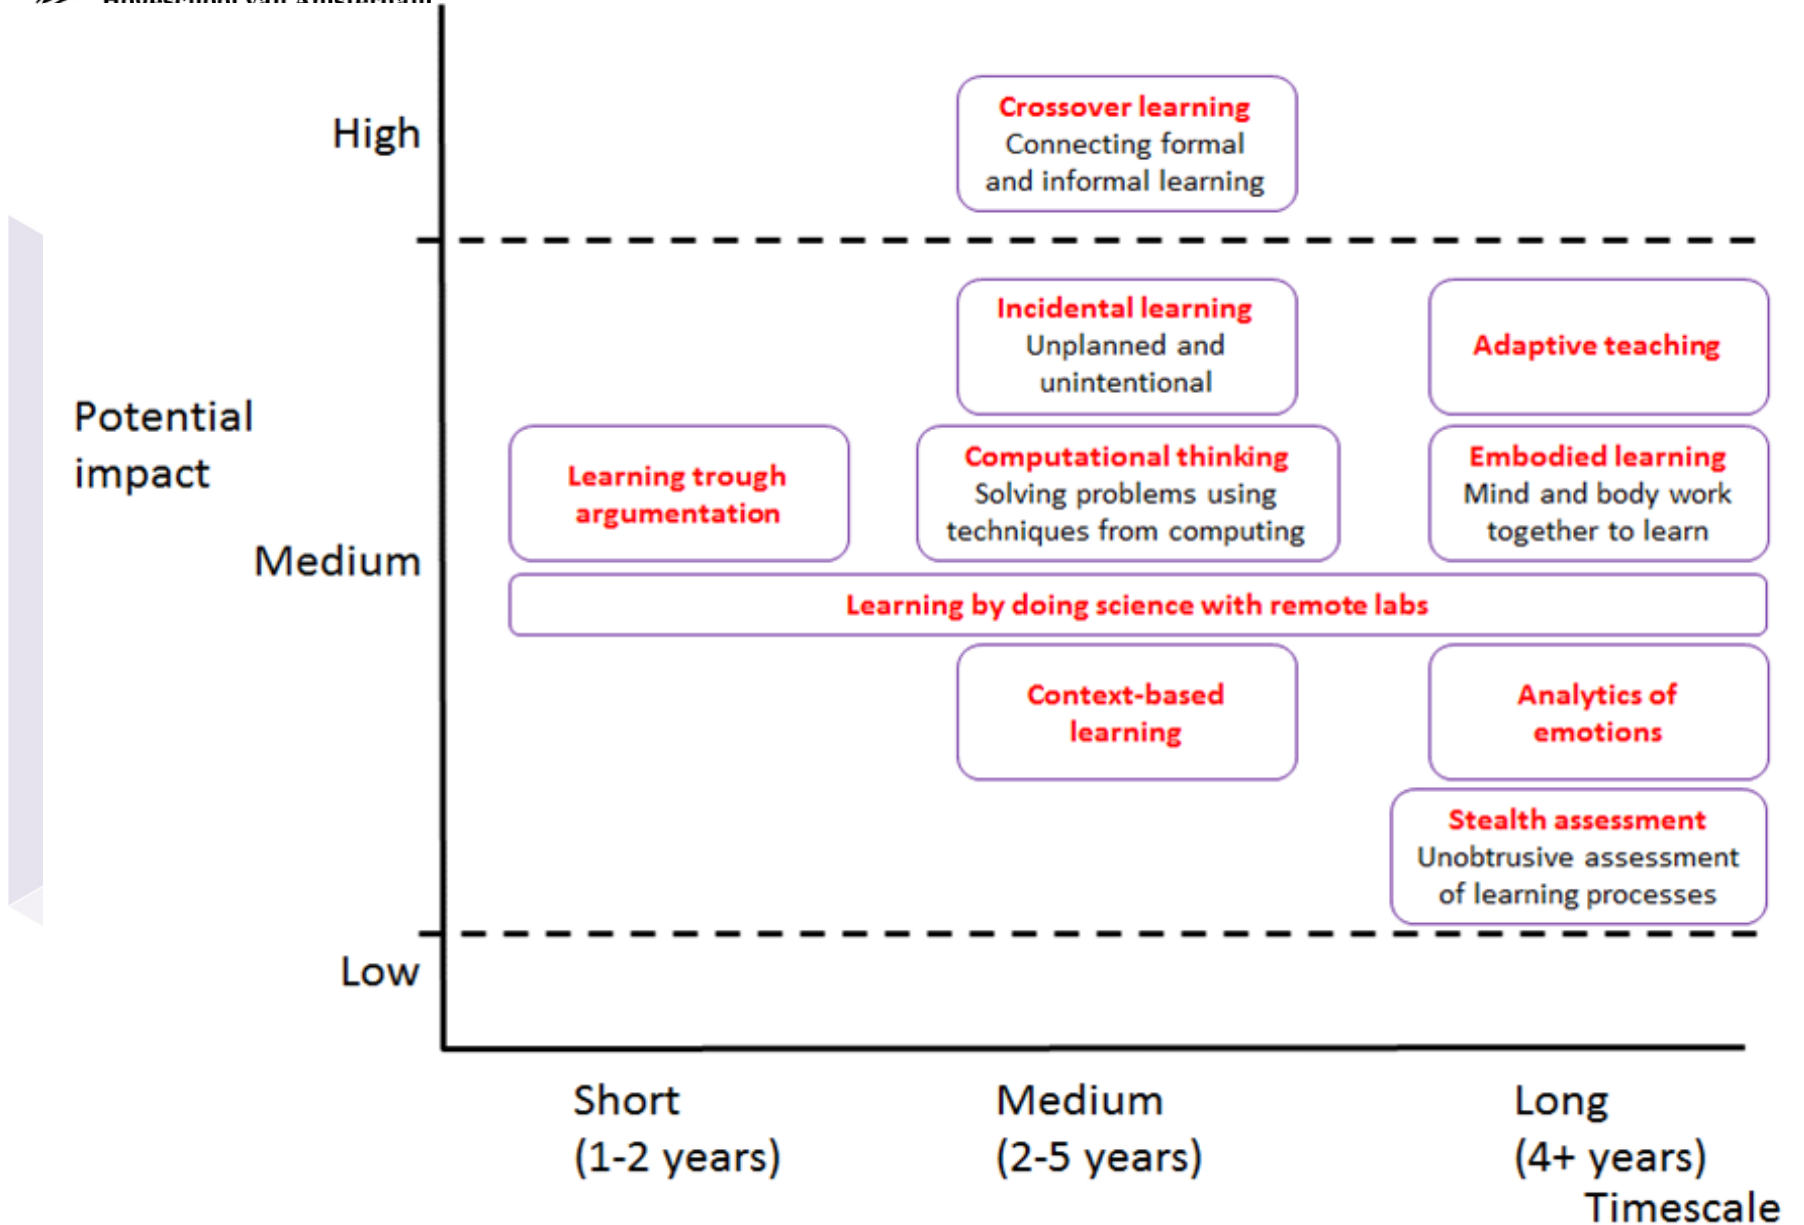 High
Crossover learning
Connecting formal
and informal learning
Potential
impact
Medium
Incidental learning
Unplanned and
unintentional
Adaptive teaching
Learning trough
argumentation
Computational thinking
Solving problems using
techniques from computing
Embodied learning
Mind and body work
together to learn
Learning by doing science with remote labs
Context-based
learning
Analytics of
emotions
Stealth assessment
Unobtrusive assessment
of learning processes
Low
Short
(1-2 years)
Medium
(2-5 years)
Long
(4+ years)
Timescale